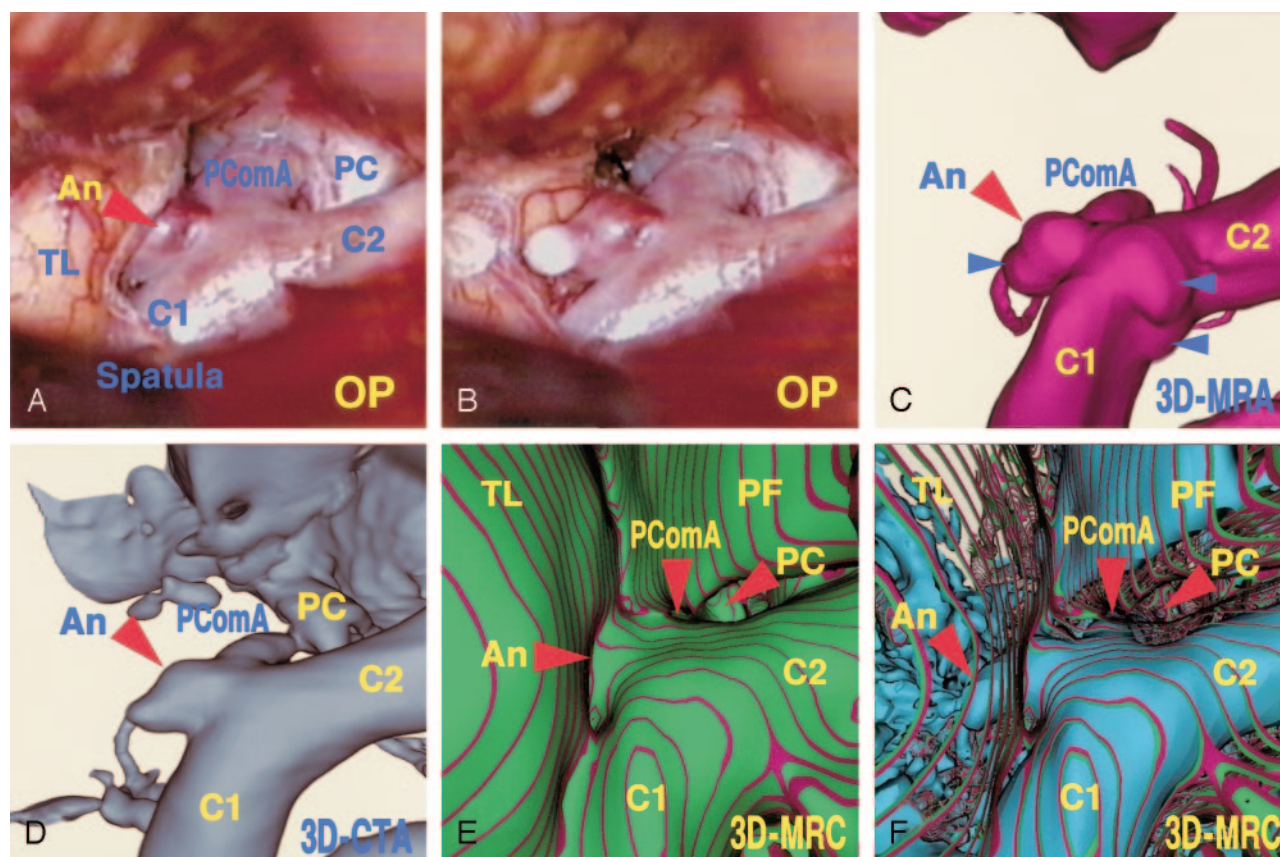 An
PComA
PC
C2
TL
C1
Spatula
A
OP
B
OP
An
PComA
C2
C1
C
3D-MRA
An
PComA
PC
C2
C1
D
3D-CTA
TL
PF
PComA
PC
An
C2
C1
E
3D-MRC
TL
PF
PComA
PC
An
C2
C1
F
3D-MRC